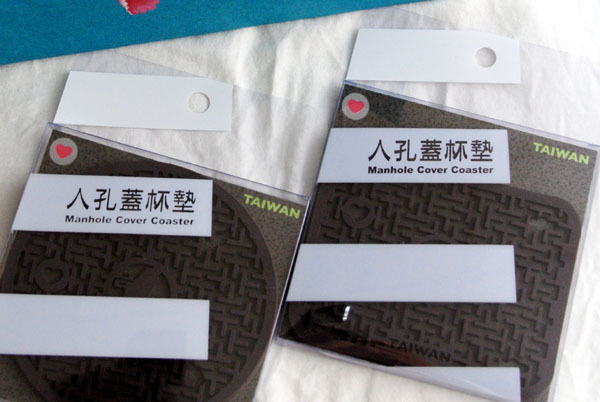 人孔蓋杯墊
Manhole Cover Coaster
TAIWAN
人孔蓋杯墊
Manhole Cover Coaster
TAIWAN
TAIWAN